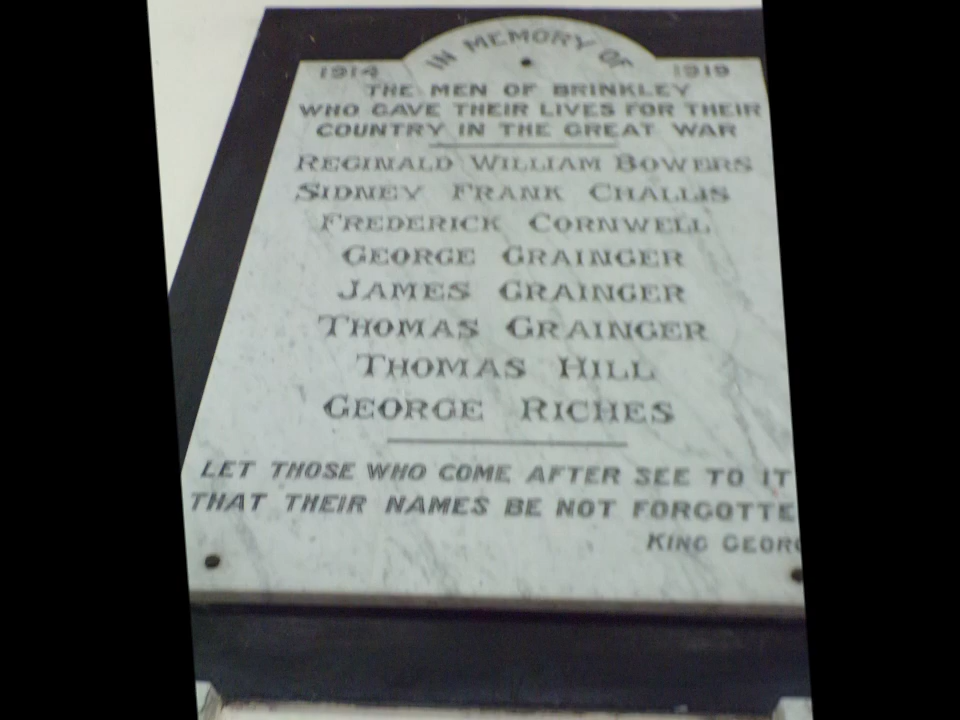 IN MEMORY OF
1914 1919
THE MEN OF BRINKLEY
WHO GAVE THEIR LIVES FOR THEIR
COUNTRY IN THE GREAT WAR
REGINALD WILLIAM BOWERS
SIDNEY FRANK CHALLIS
FREDERICK CORNWELL
GEORGE GRAINGER
JAMES GRAINGER
THOMAS GRAINGER
THOMAS HILL
GEORGE RICHES
LET THOSE WHO COME AFTER SEE TO IT
THAT THEIR NAMES BE NOT FORGOTTE
KING GEORG